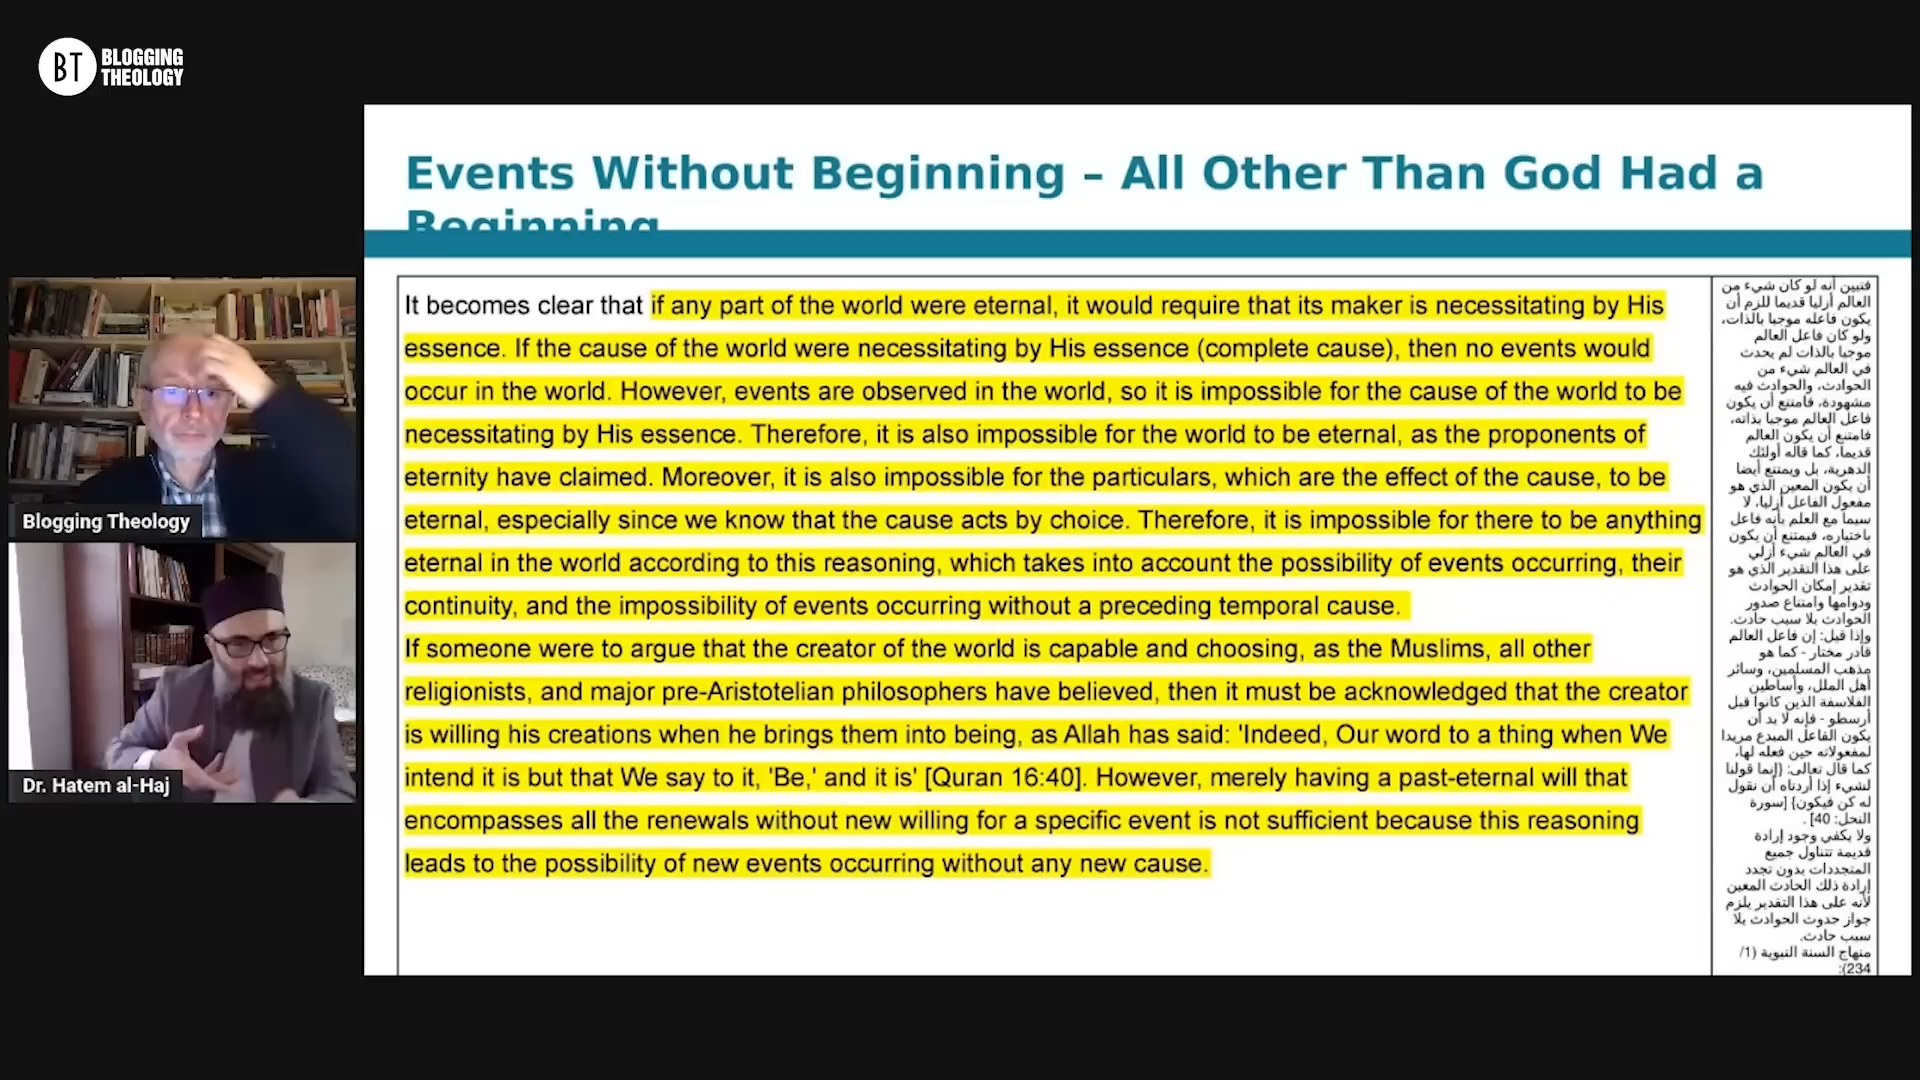 BT BLOGGING
THEOLOGY
Events Without Beginning – All Other Than God Had a
Beginning
It becomes clear that if any part of the world were eternal, it would require that its maker is necessitating by His
essence. If the cause of the world were necessitating by His essence (complete cause), then no events would
occur in the world. However, events are observed in the world, so it is impossible for the cause of the world to be
necessitating by His essence. Therefore, it is also impossible for the world to be eternal, as the proponents of
eternity have claimed. Moreover, it is also impossible for the particulars, which are the effect of the cause, to be
eternal, especially since we know that the cause acts by choice. Therefore, it is impossible for there to be anything
eternal in the world according to this reasoning, which takes into account the possibility of events occurring, their
continuity, and the impossibility of events occurring without a preceding temporal cause.
If someone were to argue that the creator of the world is capable and choosing, as the Muslims, all other
religionists, and major pre-Aristotelian philosophers have believed, then it must be acknowledged that the creator
is willing his creations when he brings them into being, as Allah has said: 'Indeed, Our word to a thing when We
intend it is but that We say to it, 'Be,' and it is' [Quran 16:40]. However, merely having a past-eternal will that
encompasses all the renewals without new willing for a specific event is not sufficient because this reasoning
leads to the possibility of new events occurring without any new cause.
فتبين أنه لو كان شيء من
العالم أزليا قديما للزم أن
يكون فاعله موجبا بالذات،
ولو كان فاعل العالم
موجبا بالذات لم يحدث
في العالم شيء من
الحوادث، والحوادث فيه
مشهودة، فامتنع أن يكون
فاعل العالم موجبا بذاته،
فامتنع أن يكون العالم
قديما، كما قاله أولئك
الدهرية، بل ويمتنع أيضا
أن يكون المعين الذي هو
مفعول الفاعل أزليا، لا
سيما مع العلم بأنه فاعل
باختياره، فيمتنع أن يكون
في العالم شيء أزلي
على هذا التقدير الذي هو
تقدير إمكان الحوادث
ودوامها وامتناع صدور
الحوادث بلا سبب حادث.
وإذا قيل: إن فاعل العالم
قادر مختار - كما هو
مذهب المسلمين، وسائر
أهل الملل، وأساطين
الفلاسفة الذين كانوا قبل
أرسطو - فإنه لا بد أن
يكون الفاعل المبدع مريدا
لمفعولاته حين فعله لها،
كما قال تعالى: {إنما قولنا
لشيء إذا أردناه أن نقول
له كن فيكون} [سورة
النحل: 40] .
ولا يكفي وجود إرادة
قديمة تتناول جميع
المتجددات بدون تجدد
إرادة ذلك الحادث المعين
لأنه على هذا التقدير يلزم
جواز حدوث الحوادث بلا
سبب حادث.
منهاج السنة النبوية (1/
234):
Blogging Theology
Dr. Hatem al-Haj